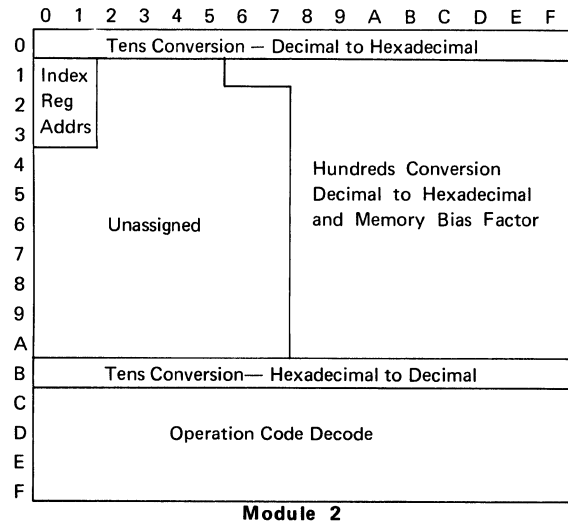 0 1 2 3 4 5 6 7 8 9 A B C D E F
0 Tens Conversion — Decimal to Hexadecimal
1 Index
2 Reg
3 Addrs
4 Hundreds Conversion
5 Decimal to Hexadecimal
6 Unassigned and Memory Bias Factor
7
8
9
A
B Tens Conversion— Hexadecimal to Decimal
C
D Operation Code Decode
E
F
Module 2